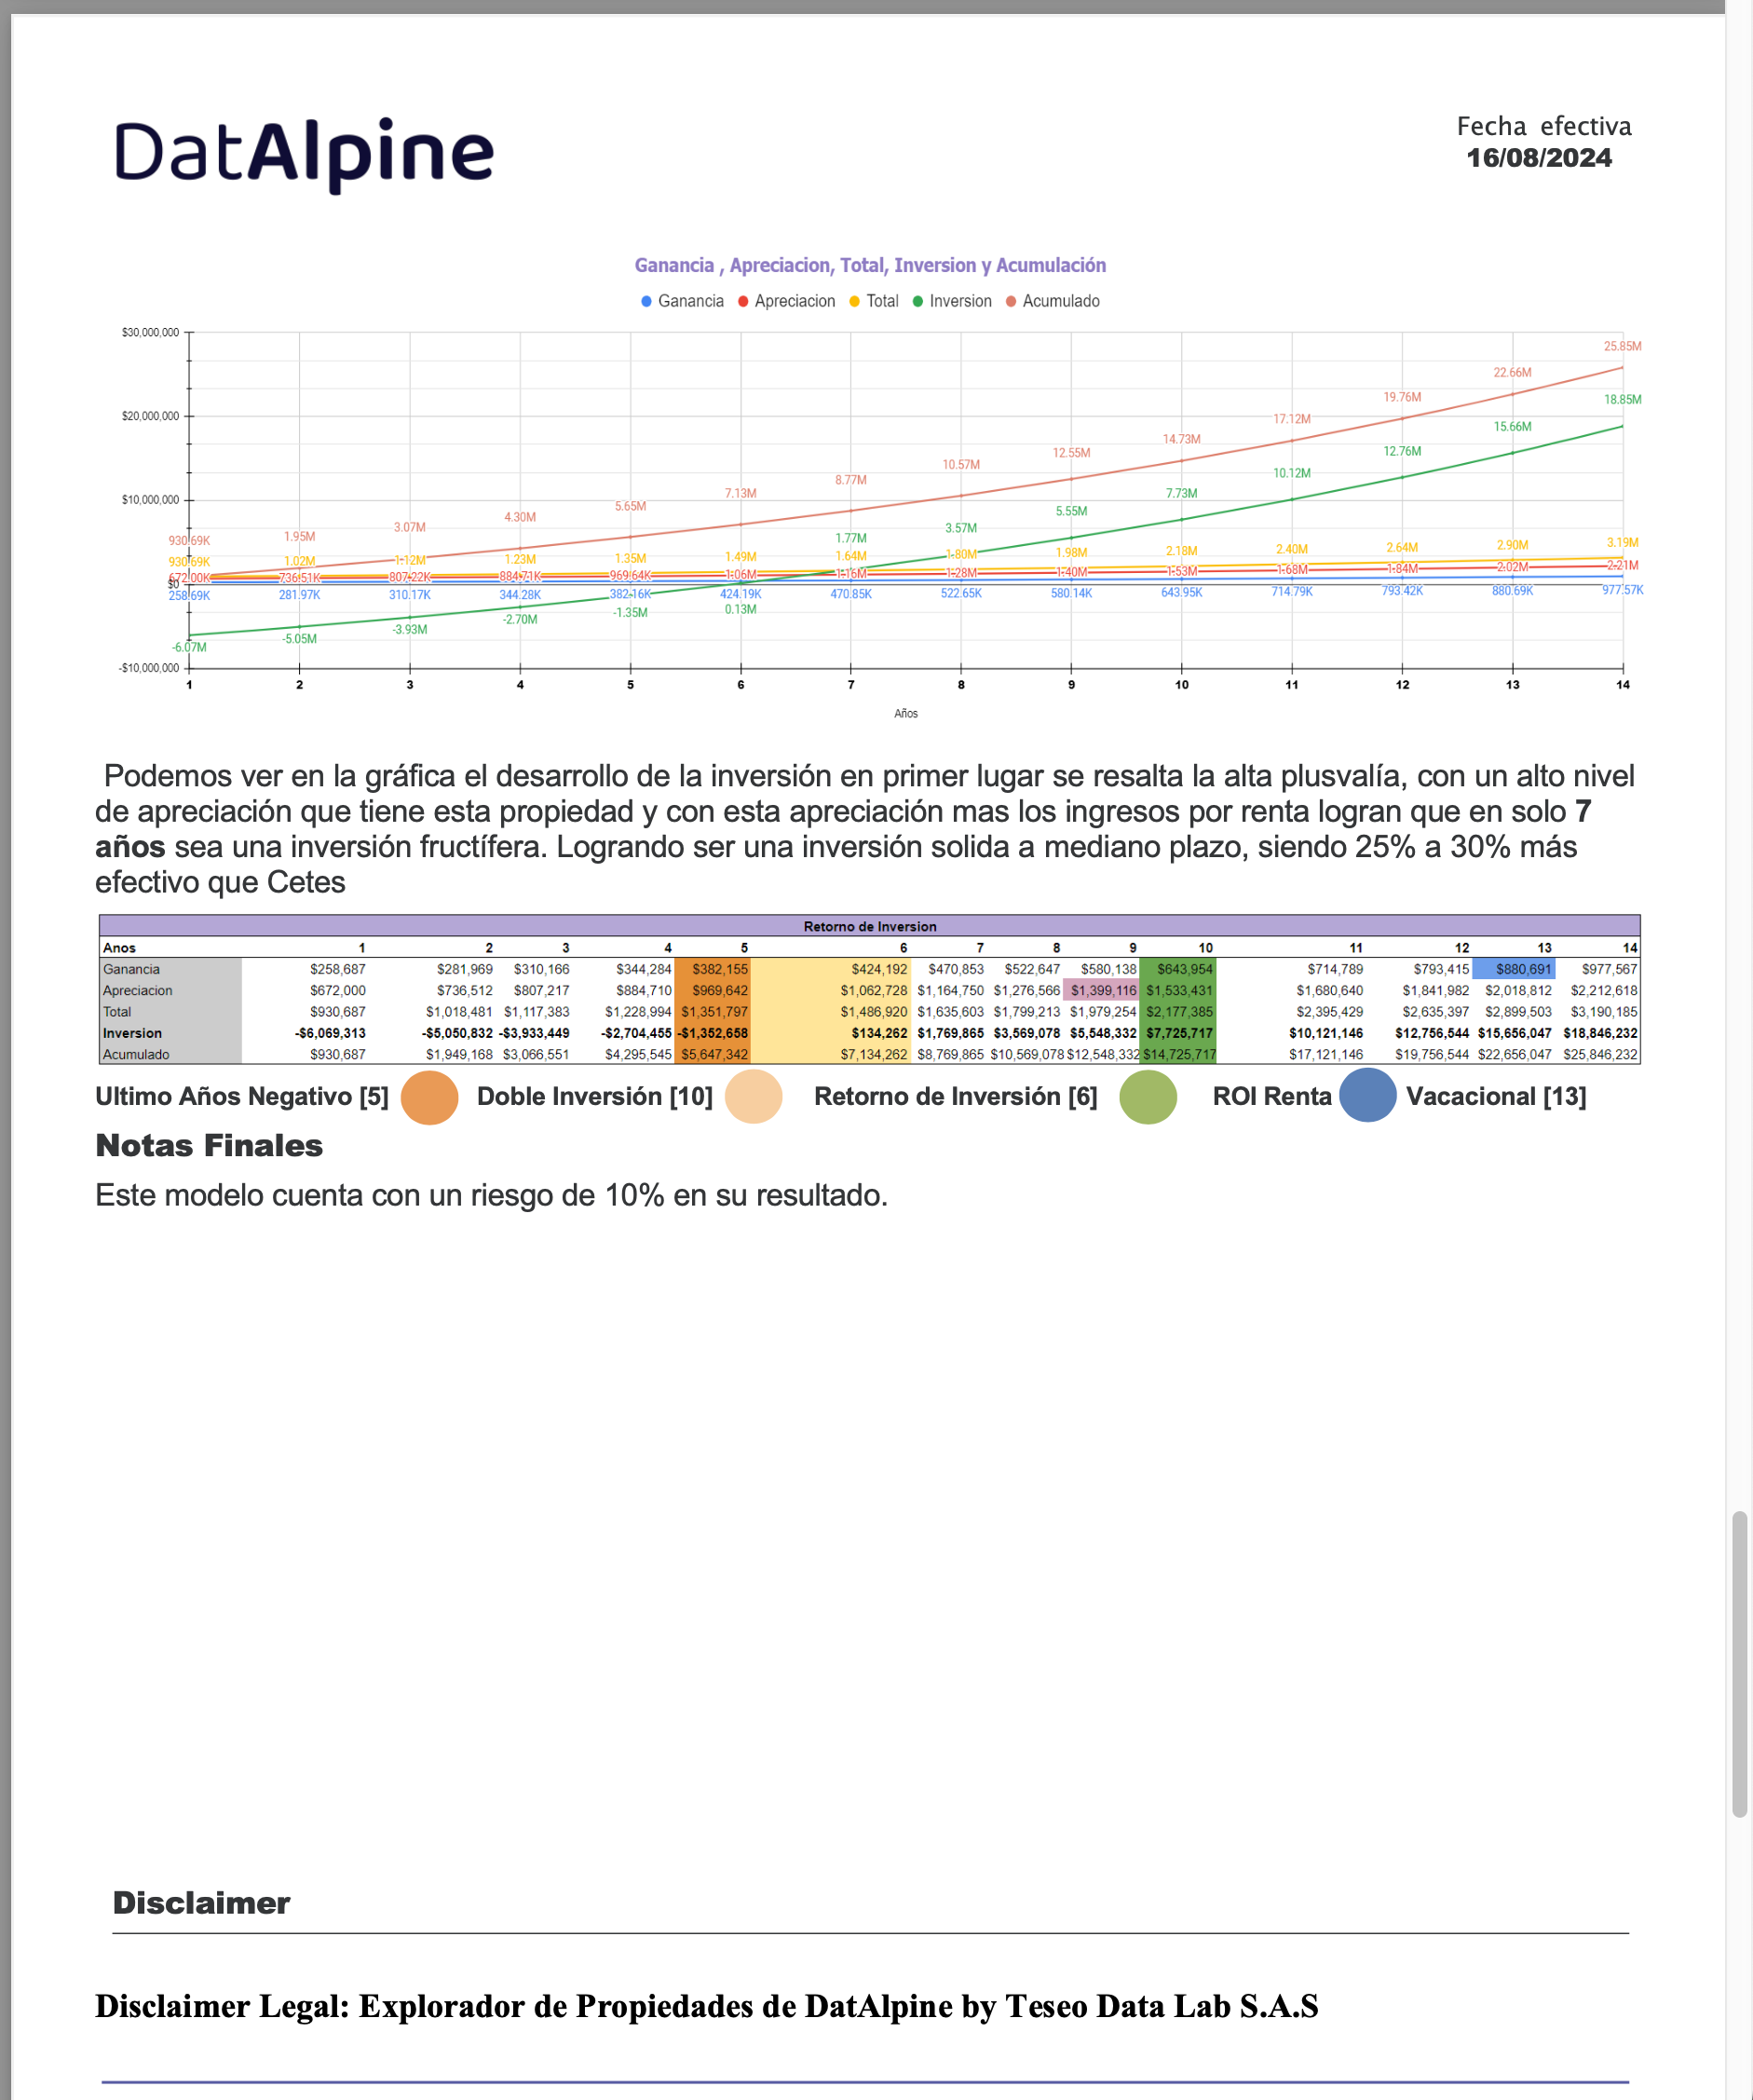 DatAlpine
Fecha efectiva
16/08/2024
Ganancia , Apreciacion, Total, Inversion y Acumulación
Ganancia Apreciacion Total Inversion Acumulado
$30,000,000
$20,000,000
$10,000,000
$0
-$10,000,000
930.69K 1.95M 3.07M 4.30M 5.65M 7.13M 8.77M 10.57M 12.55M 14.73M 17.12M 19.76M 22.66M 25.85M
930.69K 1.02M 1.12M 1.23M 1.35M 1.49M 1.64M 1.80M 1.98M 2.18M 2.40M 2.64M 2.90M 3.19M
672.00K 736.51K 807.22K 884.71K 969.64K 1.06M 1.16M 1.28M 1.40M 1.53M 1.68M 1.84M 2.02M 2.21M
258.69K 281.97K 310.17K 344.28K 382.16K 424.19K 470.85K 522.65K 580.14K 643.95K 714.79K 793.42K 880.69K 977.57K
-6.07M -5.05M -3.93M -2.70M -1.35M 0.13M 1.77M 3.57M 5.55M 7.73M 10.12M 12.76M 15.66M 18.85M
1 2 3 4 5 6 7 8 9 10 11 12 13 14
Años
Podemos ver en la gráfica el desarrollo de la inversión en primer lugar se resalta la alta plusvalía, con un alto nivel
de apreciación que tiene esta propiedad y con esta apreciación mas los ingresos por renta logran que en solo 7
años sea una inversión fructífera. Logrando ser una inversión solida a mediano plazo, siendo 25% a 30% más
efectivo que Cetes
Retorno de Inversion
Anos 1 2 3 4 5 6 7 8 9 10 11 12 13 14
Ganancia $258,687 $281,969 $310,166 $344,284 $382,155 $424,192 $470,853 $522,647 $580,138 $643,954 $714,789 $793,415 $880,691 $977,567
Apreciacion $672,000 $736,512 $807,217 $884,710 $969,642 $1,062,728 $1,164,750 $1,276,566 $1,399,116 $1,533,431 $1,680,640 $1,841,982 $2,018,812 $2,212,618
Total $930,687 $1,018,481 $1,117,383 $1,228,994 $1,351,797 $1,486,920 $1,635,603 $1,799,213 $1,979,254 $2,177,385 $2,395,429 $2,635,397 $2,899,503 $3,190,185
Inversion -$6,069,313 -$5,050,832 -$3,933,449 -$2,704,455 -$1,352,658 $134,262 $1,769,865 $3,569,078 $5,548,332 $7,725,717 $10,121,146 $12,756,544 $15,656,047 $18,846,232
Acumulado $930,687 $1,949,168 $3,066,551 $4,295,545 $5,647,342 $7,134,262 $8,769,865 $10,569,078 $12,548,332 $14,725,717 $17,121,146 $19,756,544 $22,656,047 $25,846,232
Ultimo Años Negativo [5] Doble Inversión [10] Retorno de Inversión [6] ROI Renta Vacacional [13]
Notas Finales
Este modelo cuenta con un riesgo de 10% en su resultado.
Disclaimer
Disclaimer Legal: Explorador de Propiedades de DatAlpine by Teseo Data Lab S.A.S